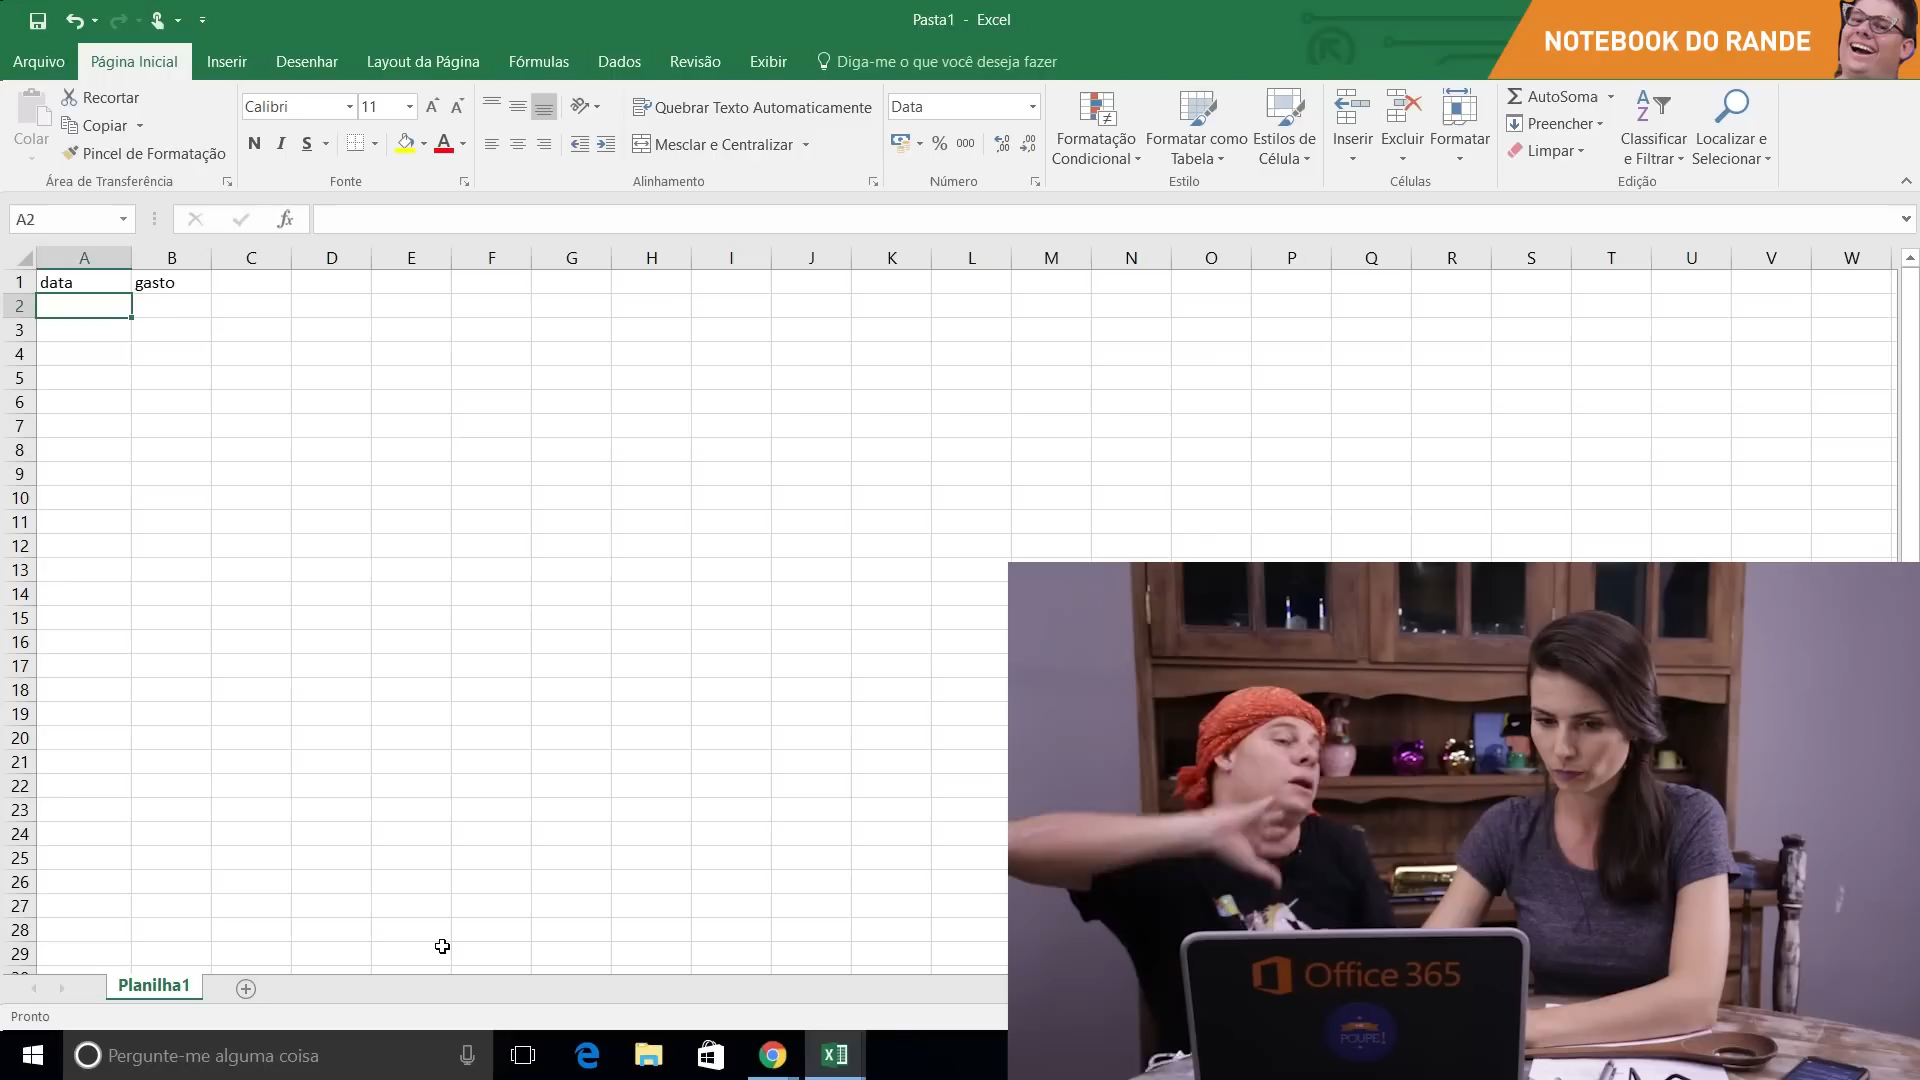 Pasta1 - Excel
NOTEBOOK DO RANDE
Arquivo Página Inicial Inserir Desenhar Layout da Página Fórmulas Dados Revisão Exibir Diga-me o que você deseja fazer
Colar
Recortar
Copiar
Pincel de Formatação
Área de Transferência
Calibri 11
N I S
Fonte
Quebrar Texto Automaticamente
Mesclar e Centralizar
Alinhamento
Data
% 000
Número
Formatação Condicional
Formatar como Tabela
Estilos de Célula
Estilo
Inserir Excluir Formatar
Células
AutoSoma
Preencher
Limpar
Classificar e Filtrar
Localizar e Selecionar
Edição
A2 fx
A B C D E F G H I J K L M N O P Q R S T U V W
1 data gasto
2
3
4
5
6
7
8
9
10
11
12
13
14
15
16
17
18
19
20
21
22
23
24
25
26
27
28
29
Planilha1
Pronto
Pergunte-me alguma coisa
Office 365
POUPE!